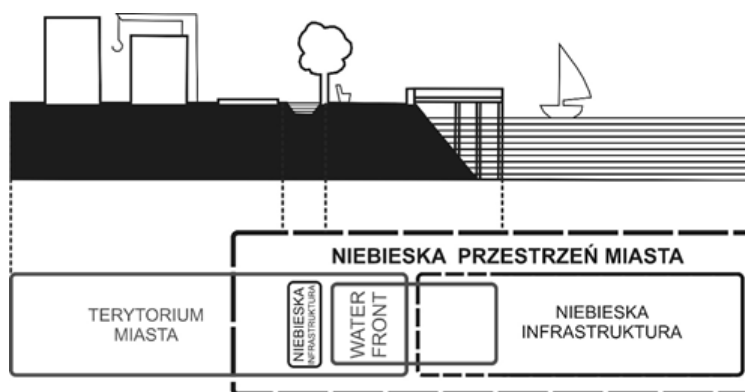 NIEBIESKA PRZESTRZEŃ MIASTA
TERYTORIUM
MIASTA
NIEBIESKA
INFRASTRUKTURA
WATER
FRONT
NIEBIESKA
INFRASTRUKTURA